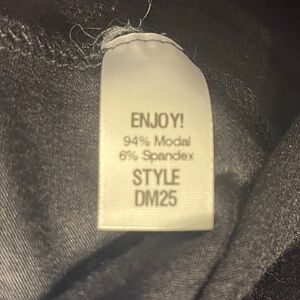 ENJOY!
94% Modal
6% Spandex
STYLE
DM25